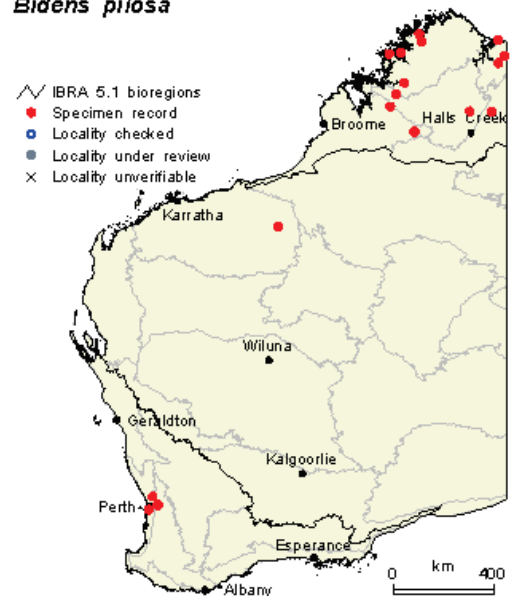 Bidens pilosa
IBRA 5.1 bioregions
Specimen record
Locality checked
Locality under review
Locality unverifiable
Broome
Halls Creek
Karratha
Wiluna
Geraldton
Kalgoorlie
Perth
Esperance
Albany
km
0 400